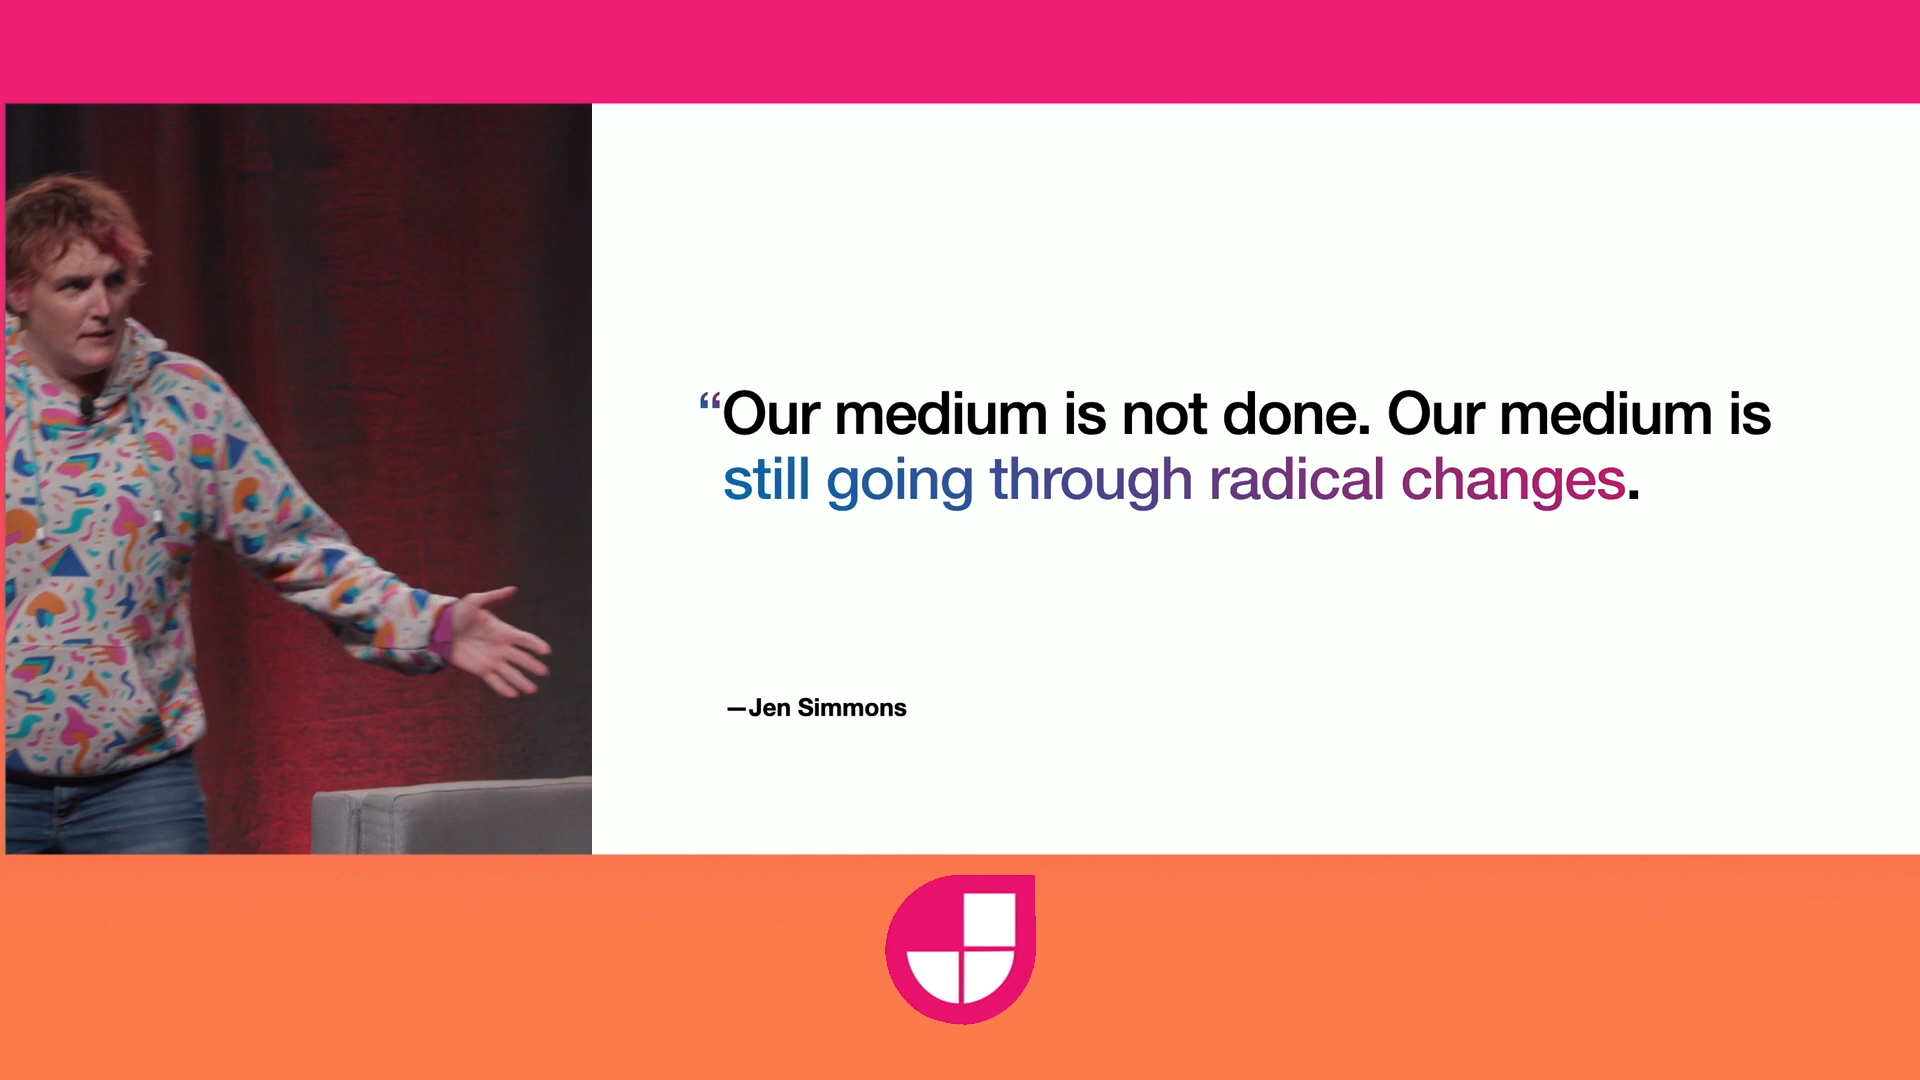 “Our medium is not done. Our medium is
still going through radical changes.
—Jen Simmons